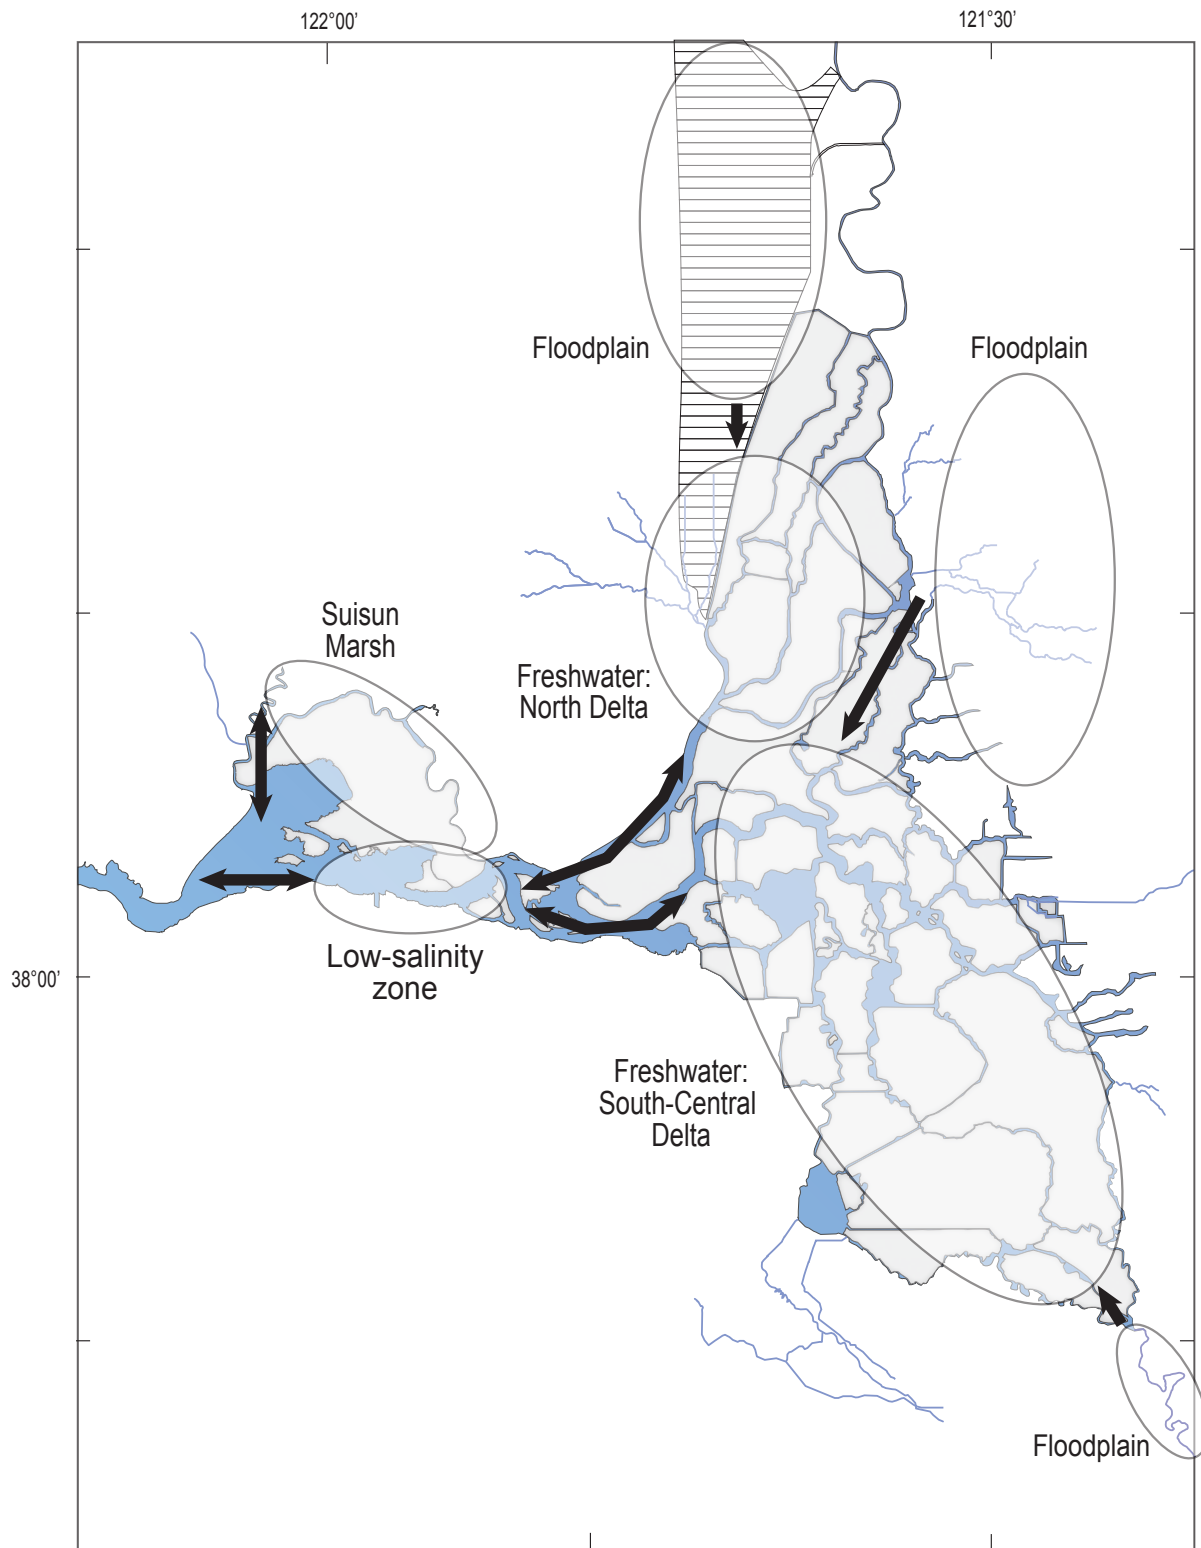 122°00’
121°30’
Floodplain
Floodplain
Suisun
Marsh
Freshwater:
North Delta
Low-salinity
zone
38°00’
Freshwater:
South-Central
Delta
Floodplain